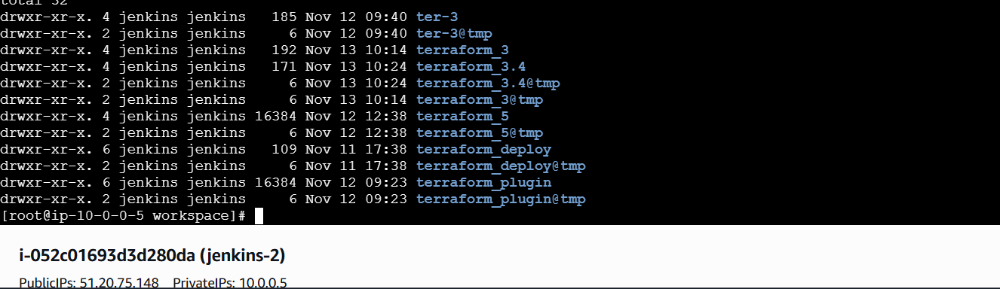 total 32
drwxr-xr-x. 4 jenkins jenkins   185 Nov 12 09:40 ter-3
drwxr-xr-x. 2 jenkins jenkins     6 Nov 12 09:40 ter-3@tmp
drwxr-xr-x. 4 jenkins jenkins   192 Nov 13 10:14 terraform_3
drwxr-xr-x. 4 jenkins jenkins   171 Nov 13 10:24 terraform_3.4
drwxr-xr-x. 2 jenkins jenkins     6 Nov 13 10:24 terraform_3.4@tmp
drwxr-xr-x. 2 jenkins jenkins     6 Nov 13 10:14 terraform_3@tmp
drwxr-xr-x. 4 jenkins jenkins 16384 Nov 12 12:38 terraform_5
drwxr-xr-x. 2 jenkins jenkins     6 Nov 12 12:38 terraform_5@tmp
drwxr-xr-x. 6 jenkins jenkins   109 Nov 11 17:38 terraform_deploy
drwxr-xr-x. 2 jenkins jenkins     6 Nov 11 17:38 terraform_deploy@tmp
drwxr-xr-x. 6 jenkins jenkins 16384 Nov 12 09:23 terraform_plugin
drwxr-xr-x. 2 jenkins jenkins     6 Nov 12 09:23 terraform_plugin@tmp
[root@ip-10-0-0-5 workspace]#
i-052c01693d3d280da (jenkins-2)
PublicIPs: 51.20.75.148 PrivateIPs: 10.0.0.5